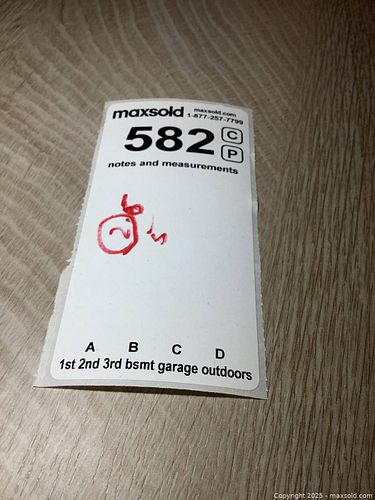 maxsold maxsold.com
1-877-257-7799
582 C
P
notes and measurements
A B C D
1st 2nd 3rd bsmt garage outdoors
Copyright 2025 - maxsold.com